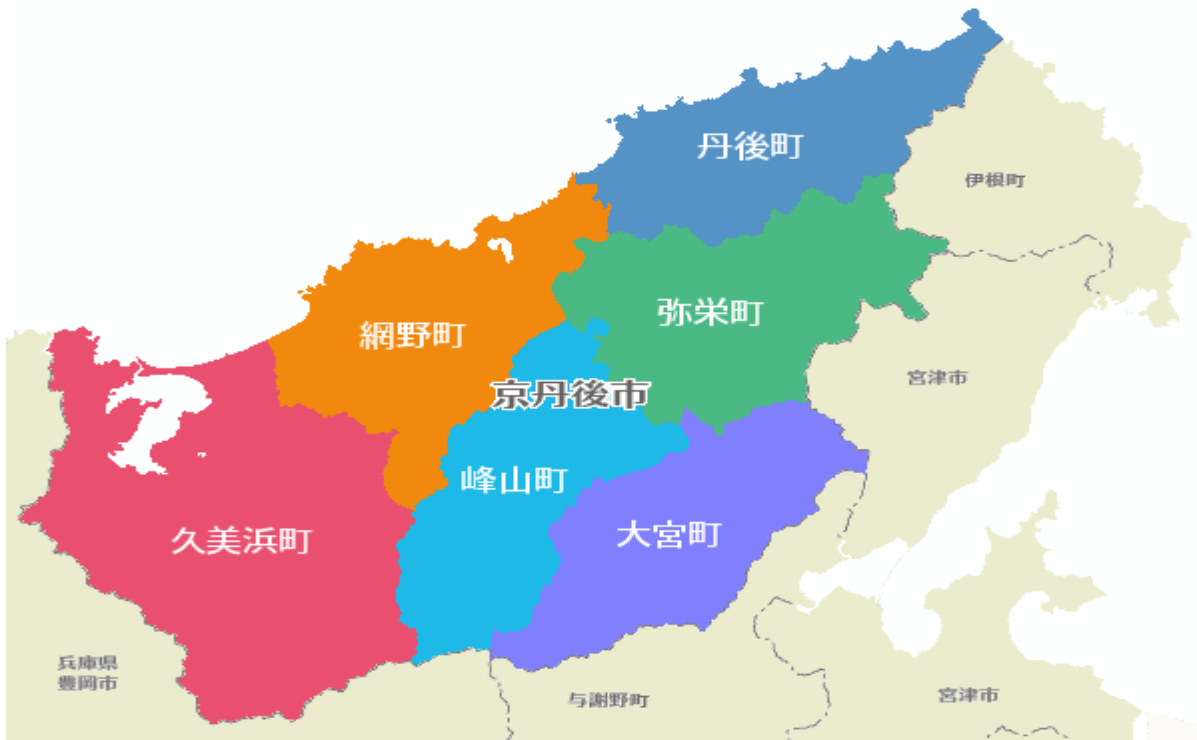 丹後町
伊根町
弥栄町
網野町
宮津市
京丹後市
峰山町
大宮町
久美浜町
兵庫県
豊岡市
与謝野町
宮津市